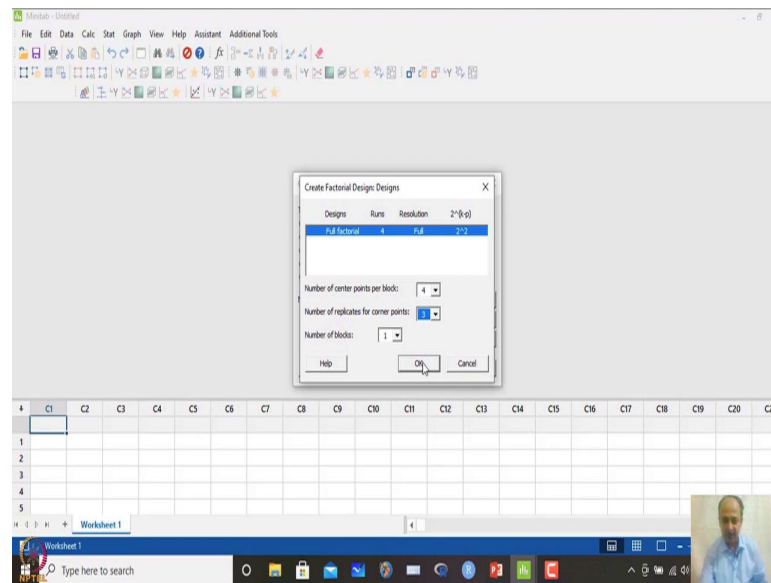 Minitab - Untitled
File Edit Data Calc Stat Graph View Help Assistant Additional Tools
Create Factorial Design: Designs X
Designs Runs Resolution 2^(k-p)
Full factorial 4 Full 2^2
Number of center points per block: 4
Number of replicates for corner points: 3
Number of blocks: 1
Help OK Cancel
C1 C2 C3 C4 C5 C6 C7 C8 C9 C10 C11 C12 C13 C14 C15 C16 C17 C18 C19 C20
1
2
3
4
5
Worksheet 1
Worksheet 1
Type here to search
NPTEL